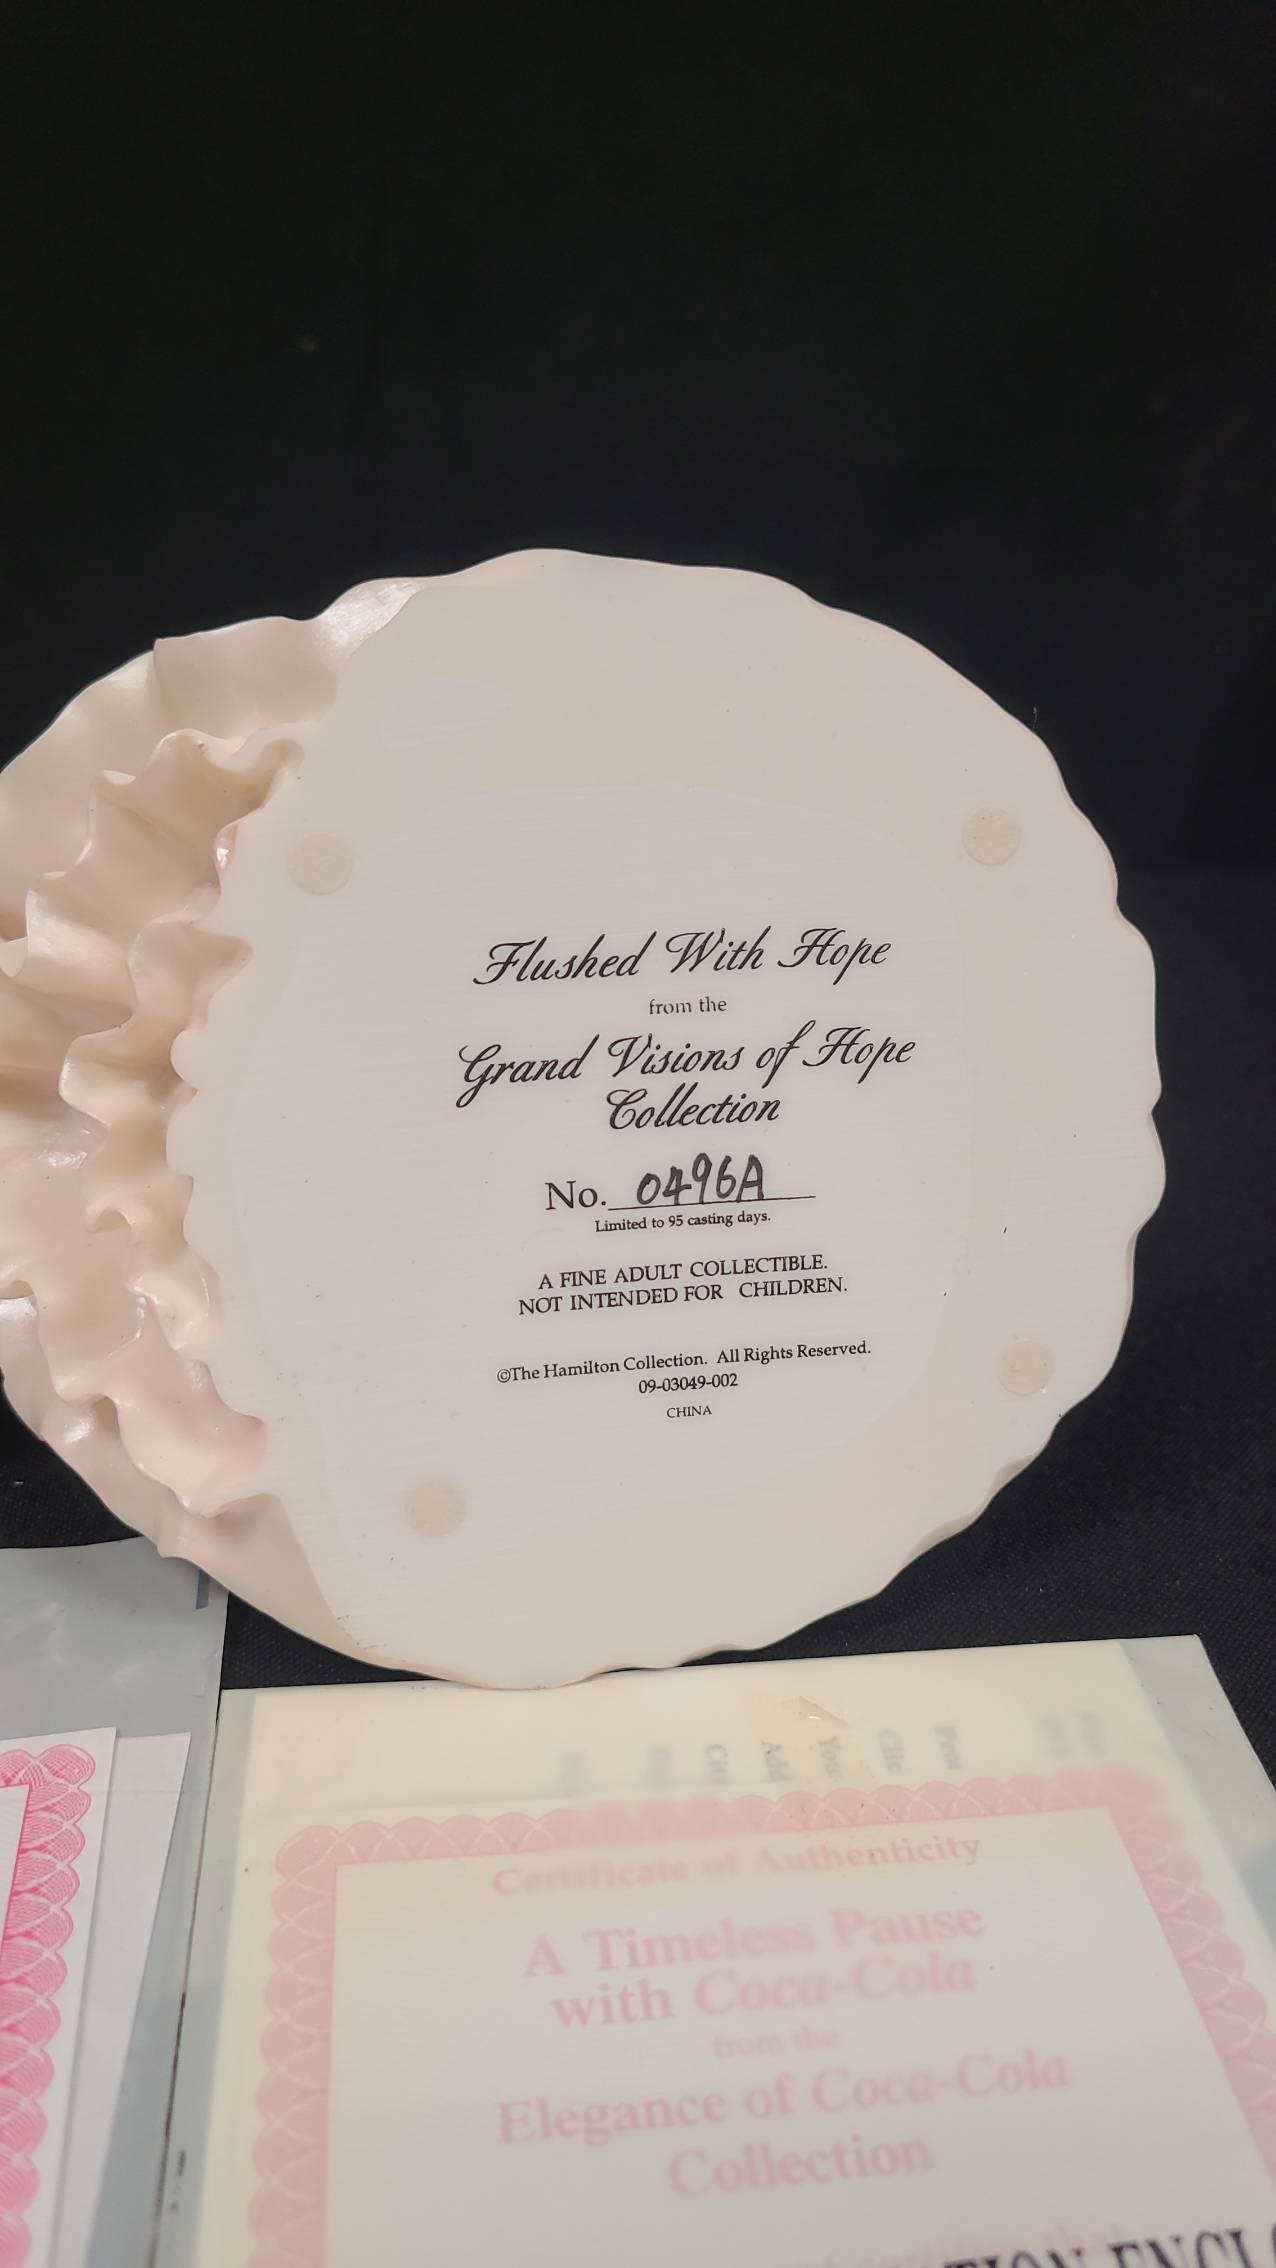 Flushed With Hope
from the
Grand Visions of Hope
Collection
No. 0496A
Limited to 95 casting days.
A FINE ADULT COLLECTIBLE.
NOT INTENDED FOR CHILDREN.
©The Hamilton Collection. All Rights Reserved.
09-03049-002
CHINA
Certificate of Authenticity
A Timeless Pause
with Coca-Cola
from the
Elegance of Coca-Cola
Collection